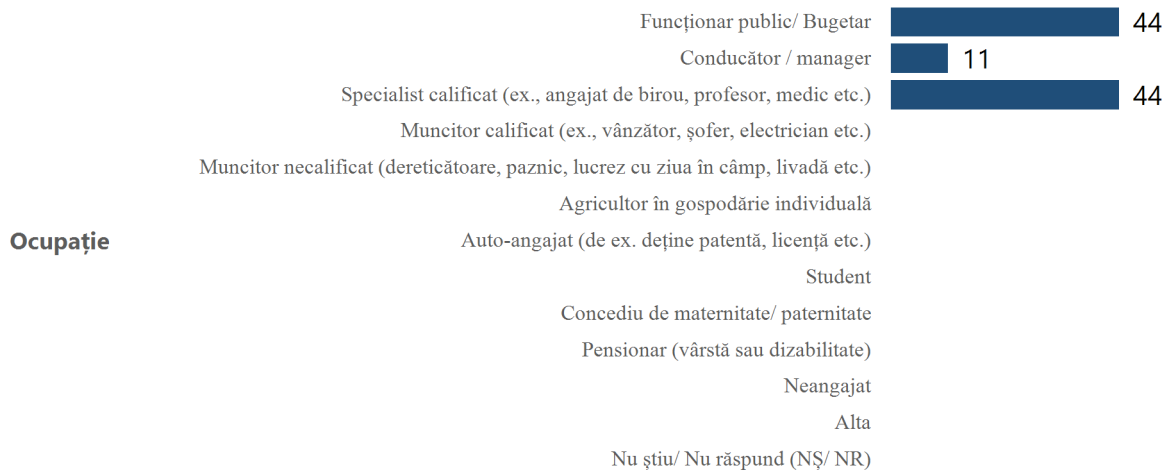 Funcționar public/ Bugetar 44
Conducător / manager 11
Specialist calificat (ex., angajat de birou, profesor, medic etc.) 44
Muncitor calificat (ex., vânzător, șofer, electrician etc.)
Muncitor necalificat (dereticătoare, paznic, lucrez cu ziua în câmp, livadă etc.)
Agricultor în gospodărie individuală
Ocupație
Auto-angajat (de ex. deține patentă, licență etc.)
Student
Concediu de maternitate/ paternitate
Pensionar (vârstă sau dizabilitate)
Neangajat
Alta
Nu știu/ Nu răspund (NȘ/ NR)